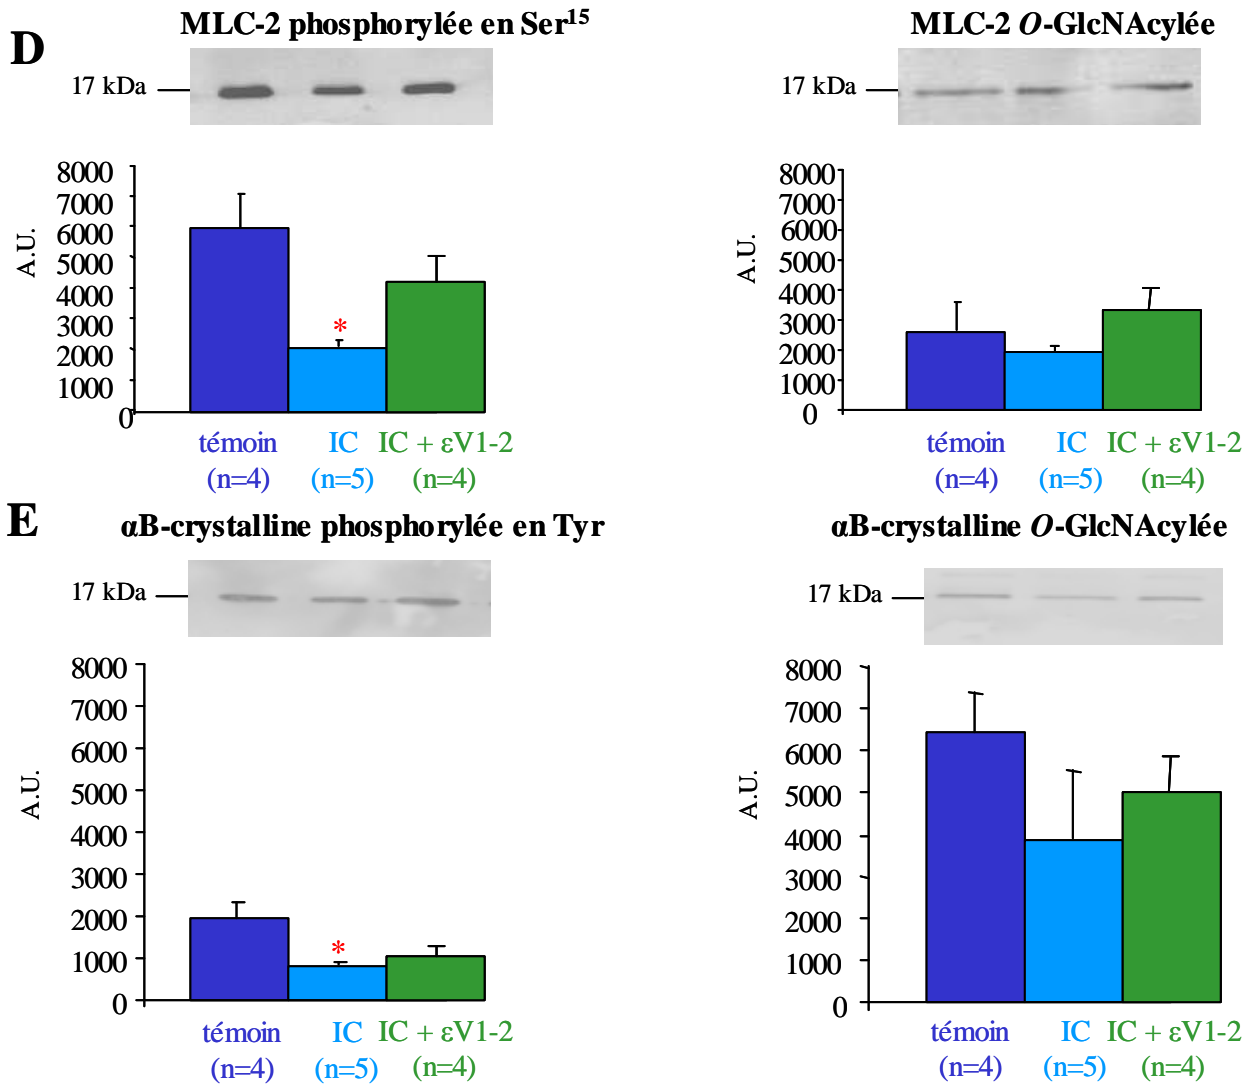 D
MLC-2 phosphorylée en Ser15
17 kDa
8000
7000
6000
5000
4000
3000
2000
1000
0
A.U.
*
témoin IC IC + εV1-2
(n=4) (n=5) (n=4)
MLC-2 O-GlcNAcylée
17 kDa
8000
7000
6000
5000
4000
3000
2000
1000
0
A.U.
témoin IC IC + εV1-2
(n=4) (n=5) (n=4)
E
αB-crystalline phosphorylée en Tyr
17 kDa
8000
7000
6000
5000
4000
3000
2000
1000
0
A.U.
*
témoin IC IC + εV1-2
(n=4) (n=5) (n=4)
αB-crystalline O-GlcNAcylée
17 kDa
8000
7000
6000
5000
4000
3000
2000
1000
0
A.U.
témoin IC IC + εV1-2
(n=4) (n=5) (n=4)